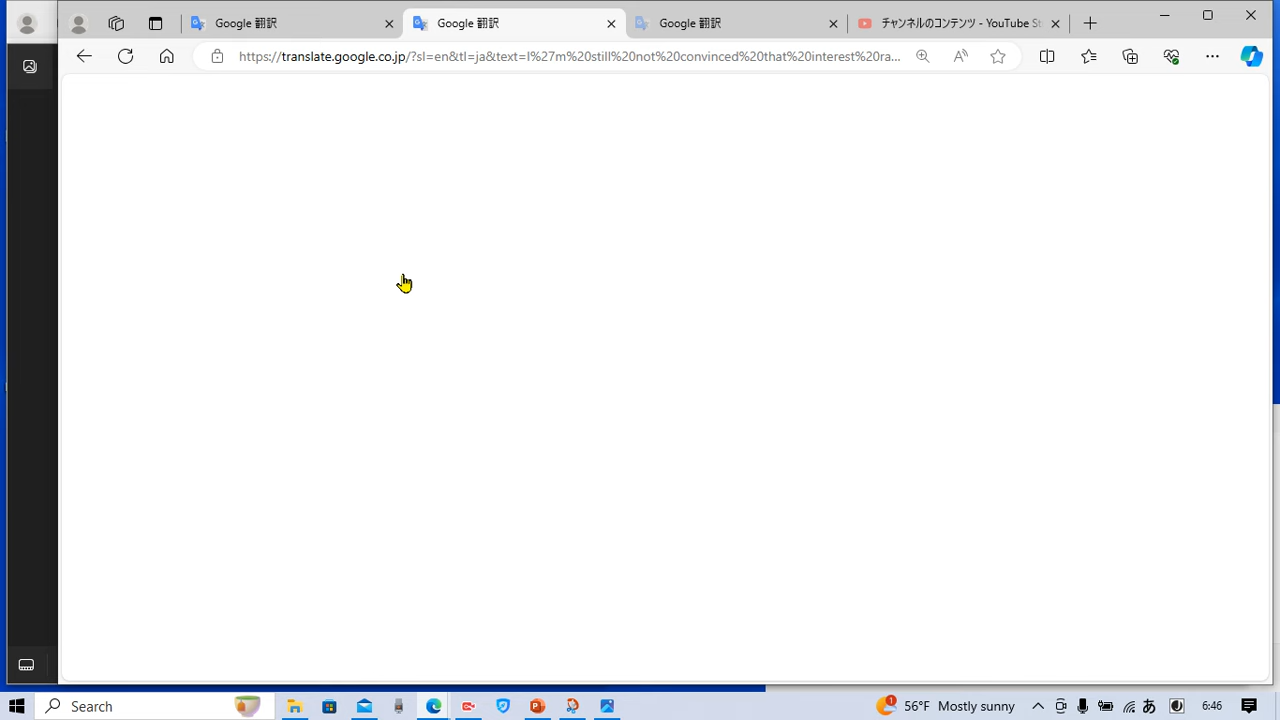 Google 翻訳
Google 翻訳
Google 翻訳
チャンネルのコンテンツ - YouTube St
https://translate.google.co.jp/?sl=en&tl=ja&text=I%27m%20still%20not%20convinced%20that%20interest%20ra...
Search
1
56°F Mostly sunny
あ
6:46